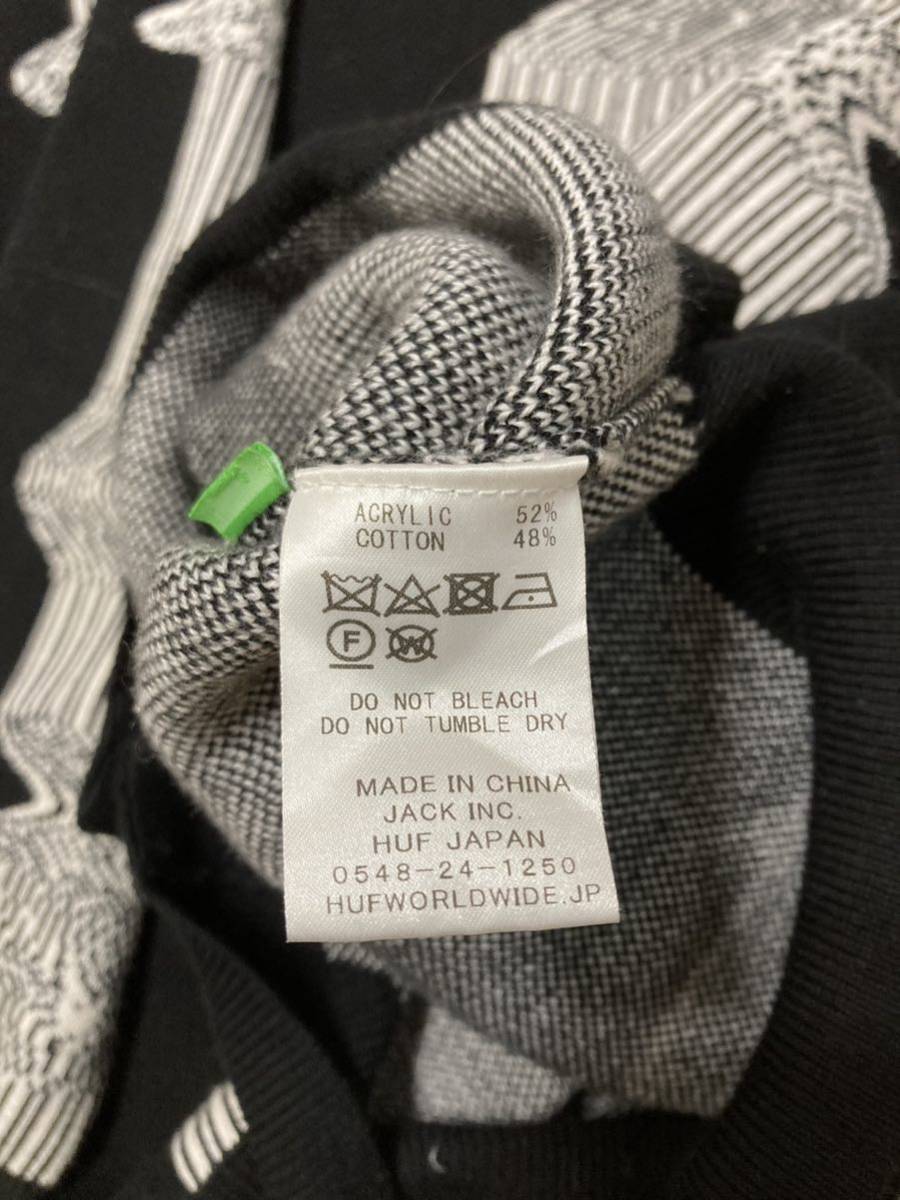 ACRYLIC 52%
COTTON 48%
F W
DO NOT BLEACH
DO NOT TUMBLE DRY
MADE IN CHINA
JACK INC.
HUF JAPAN
0548-24-1250
HUFWORLDWIDE.JP